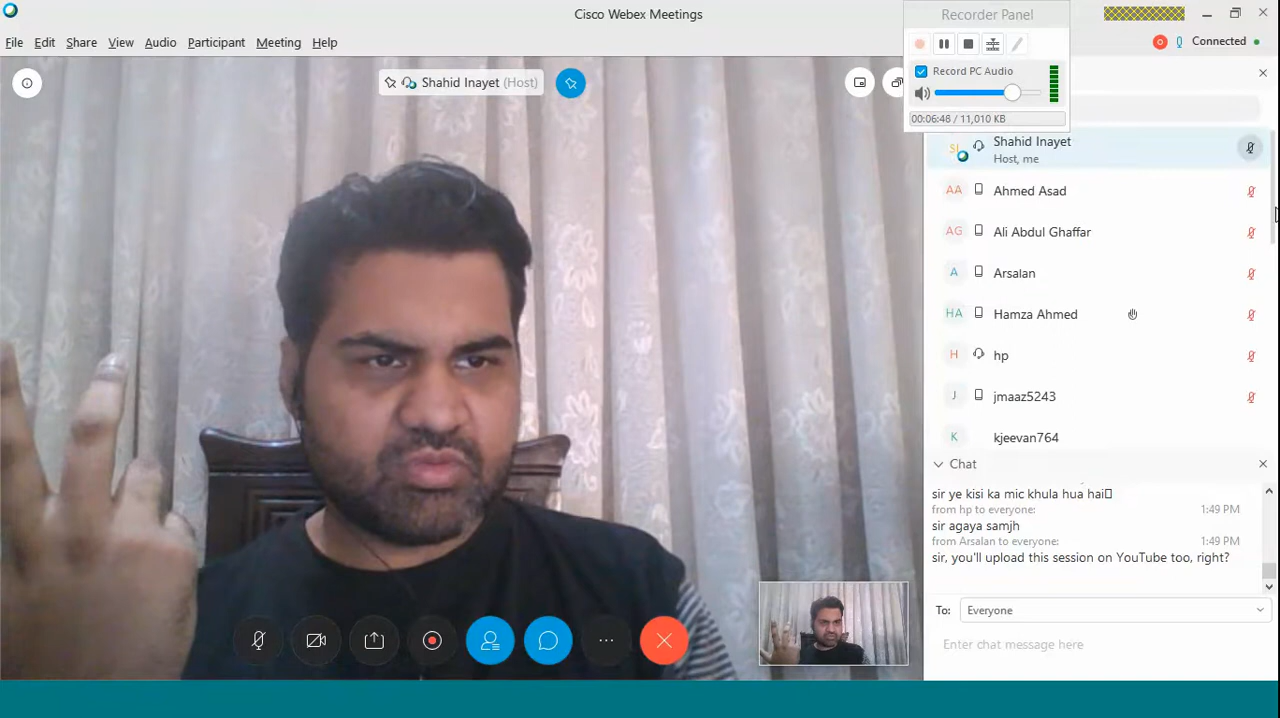 Cisco Webex Meetings
Recorder Panel
File Edit Share View Audio Participant Meeting Help
Connected
Record PC Audio
00:06:48 / 11,010 KB
Shahid Inayet (Host)
SI Shahid Inayet
Host, me
AA Ahmed Asad
AG Ali Abdul Ghaffar
A Arsalan
HA Hamza Ahmed
H hp
J jmaaz5243
K kjeevan764
Chat
sir ye kisi ka mic khula hua hai
from hp to everyone: 1:49 PM
sir agaya samjh
from Arsalan to everyone: 1:49 PM
sir, you'll upload this session on YouTube too, right?
To: Everyone
Enter chat message here